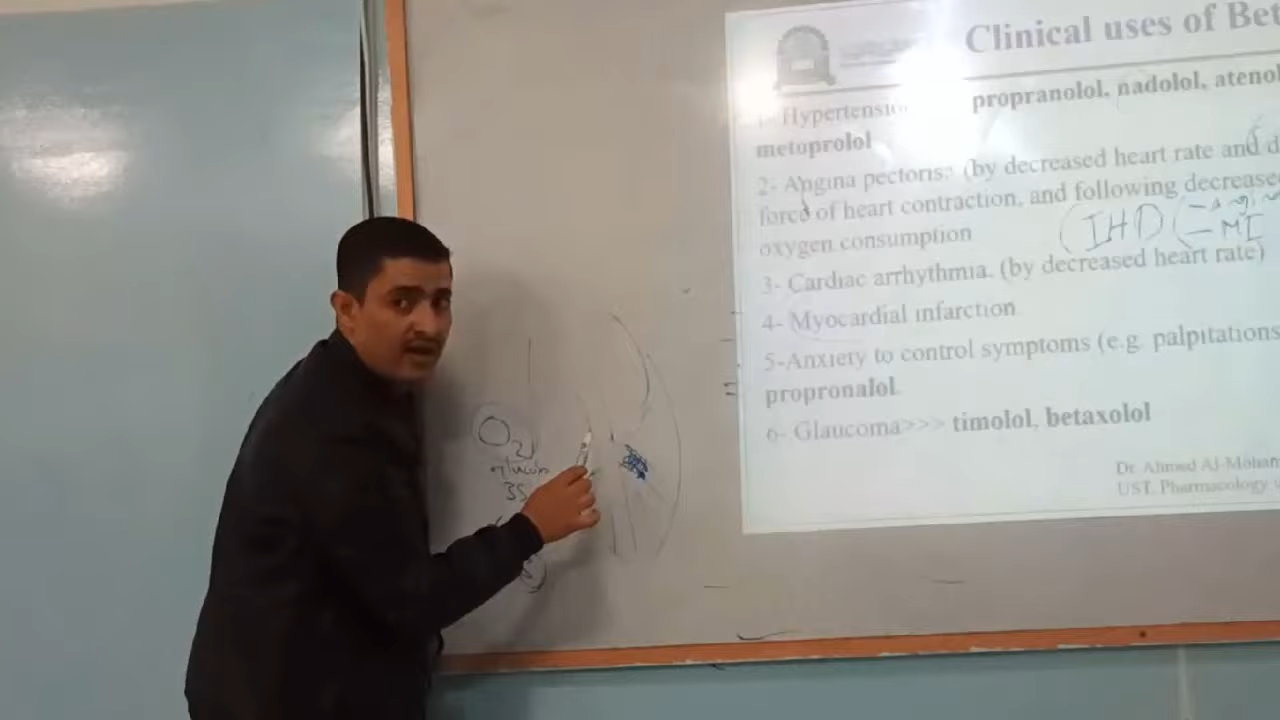 Clinical uses of Bet
Hypertensio propranolol, nadolol, atenol
metoprolol
2- Angina pectoris: (by decreased heart rate and d
force of heart contraction, and following decrease
oxygen consumption
IHD
- MI
3- Cardiac arrhythmia. (by decreased heart rate)
4- Myocardial infarction
5-Anxiety to control symptoms (e.g. palpitations
propronalol.
6- Glaucoma>>> timolol, betaxolol
Dr. Ahmed Al-Moham
UST. Pharmacology
O2
35